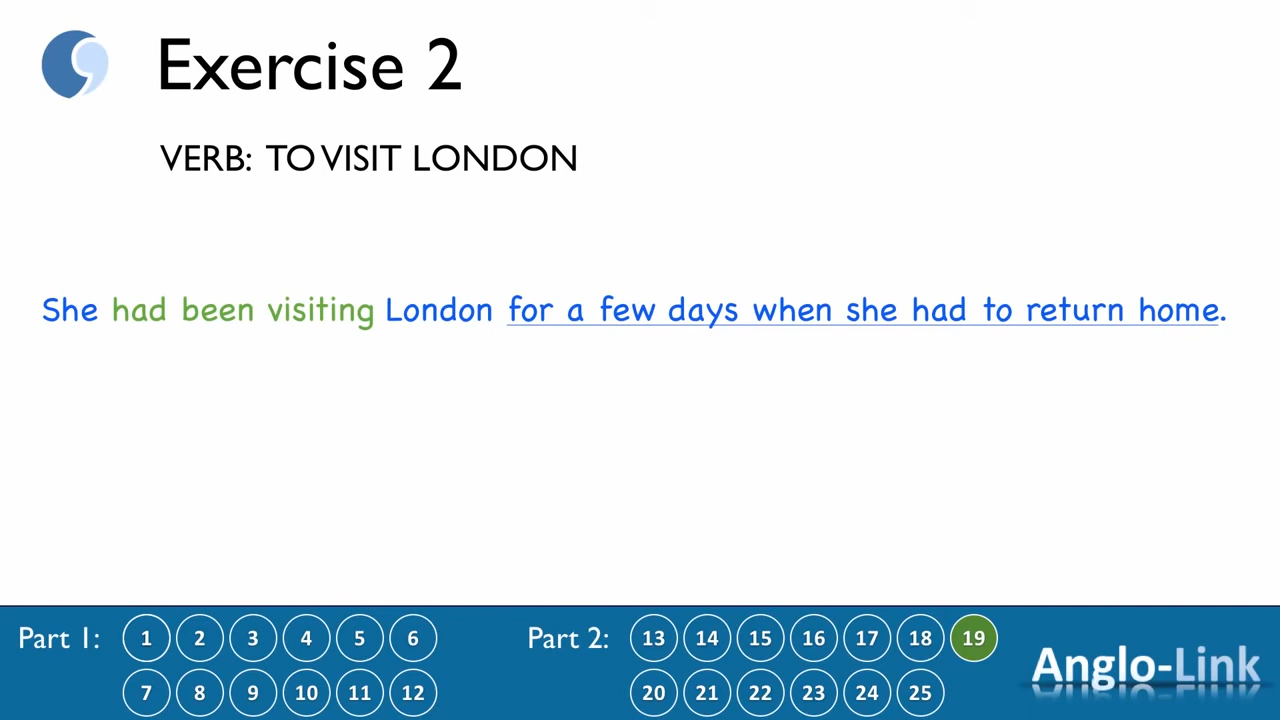 Exercise 2
VERB: TO VISIT LONDON
She had been visiting London for a few days when she had to return home.
Part 1: 1 2 3 4 5 6
7 8 9 10 11 12
Part 2: 13 14 15 16 17 18 19
20 21 22 23 24 25
Anglo-Link